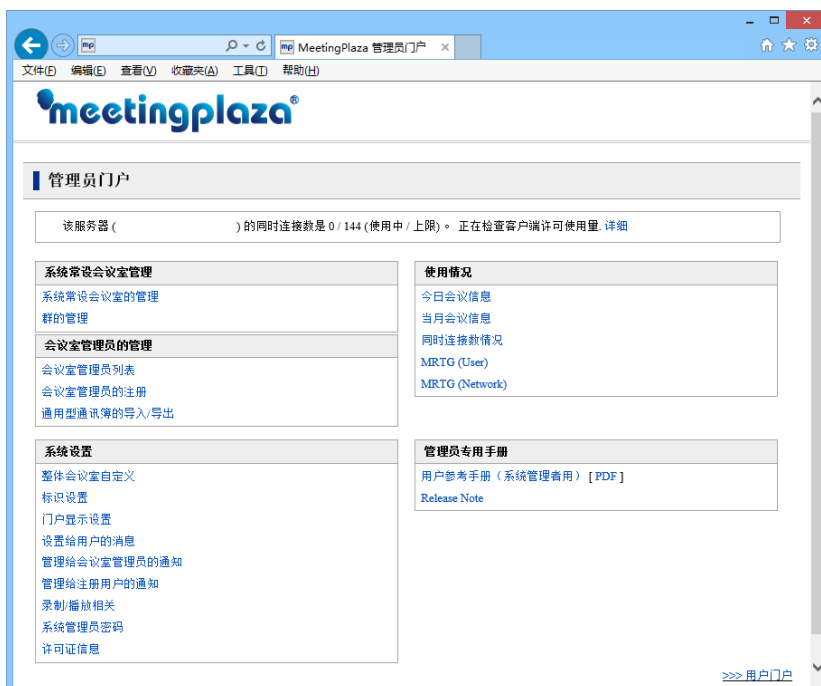 mp
mp MeetingPlaza 管理员门户 ×
文件(F) 编辑(E) 查看(V) 收藏夹(A) 工具(T) 帮助(H)
meetingplaza®
管理员门户
该服务器 ( ) 的同时连接数是 0 / 144 (使用中 / 上限)。 正在检查客户端许可使用量. 详细
系统常设会议室管理
系统常设会议室的管理
群的管理
会议室管理员的管理
会议室管理员列表
会议室管理员的注册
通用型通讯簿的导入/导出
使用情况
今日会议信息
当月会议信息
同时连接数情况
MRTG (User)
MRTG (Network)
系统设置
整体会议室自定义
标识设置
门户显示设置
设置给用户的消息
管理给会议室管理员的通知
管理给注册用户的通知
录制/播放相关
系统管理员密码
许可证信息
管理员专用手册
用户参考手册（系统管理者用） [ PDF ]
Release Note
>>> 用户门户